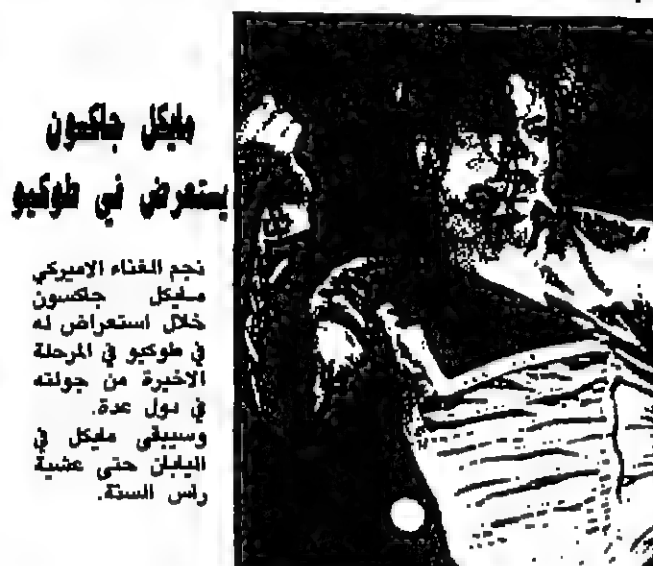 مايكل جاكسون
يستعرض في طوكيو
نجم الغناء الاميركي
مايكل جاكسون
خلال استعراض له
في طوكيو في المرحلة
الاخيرة من جولته
في دول عدة.
وسيبقى مايكل في
اليابان حتى عشية
راس السنة.